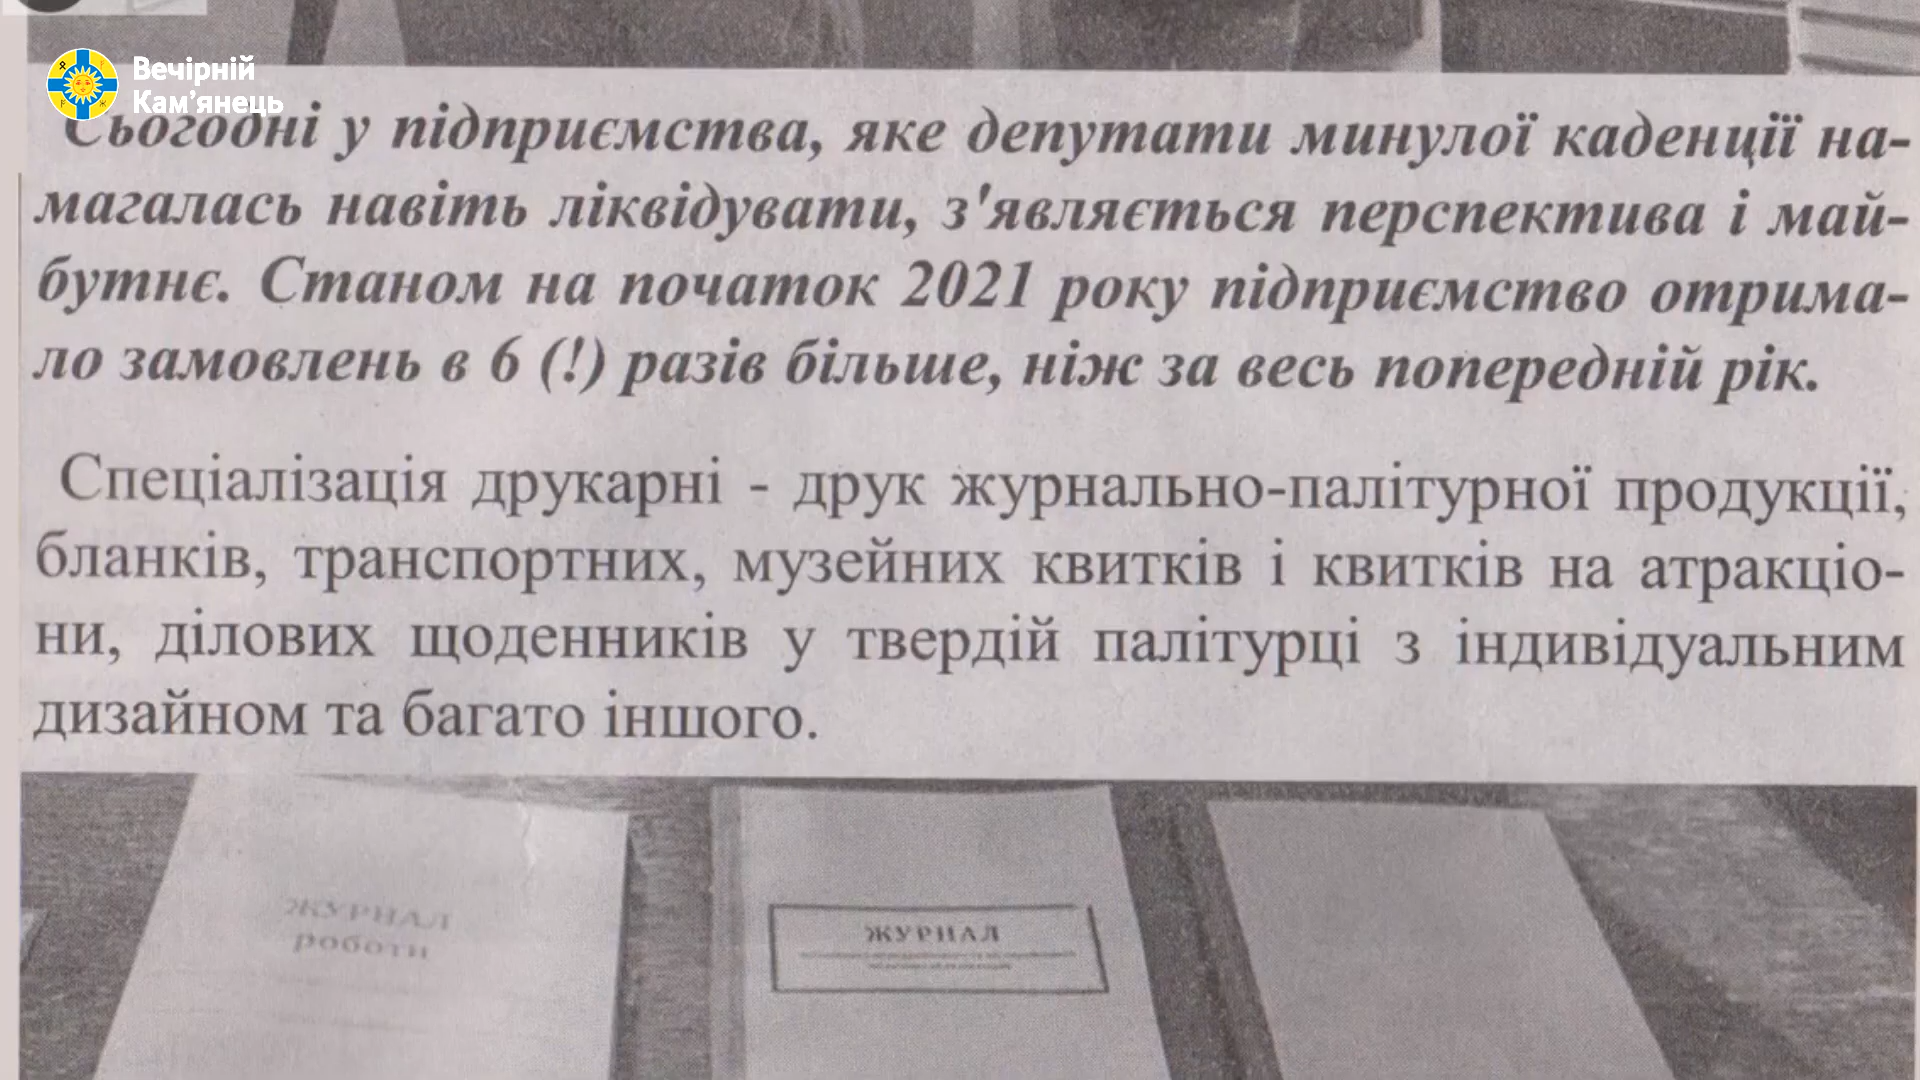 Вечірній
Кам'янець
Сьогодні у підприємства, яке депутати минулої каденції на-
магалась навіть ліквідувати, з'являється перспектива і май-
бутнє. Станом на початок 2021 року підприємство отрима-
ло замовлень в 6 (!) разів більше, ніж за весь попередній рік.
Спеціалізація друкарні - друк журнально-палітурної продукції,
бланків, транспортних, музейних квитків і квитків на атракціо-
ни, ділових щоденників у твердій палітурці з індивідуальним
дизайном та багато іншого.
ЖУРНАЛ
роботи
ЖУРНАЛ